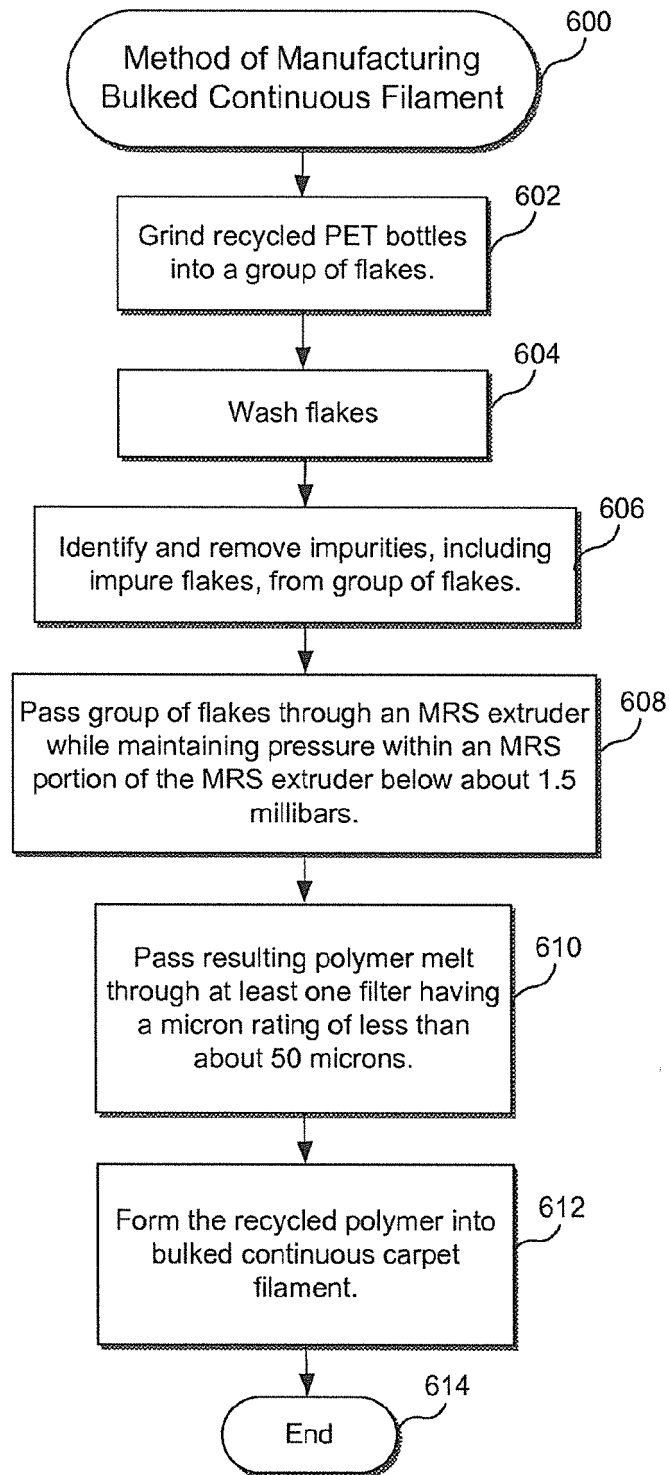 Method of Manufacturing
Bulked Continuous Filament
600
Grind recycled PET bottles
into a group of flakes.
602
Wash flakes
604
Identify and remove impurities, including
impure flakes, from group of flakes.
606
Pass group of flakes through an MRS extruder
while maintaining pressure within an MRS
portion of the MRS extruder below about 1.5
millibars.
608
Pass resulting polymer melt
through at least one filter having
a micron rating of less than
about 50 microns.
610
Form the recycled polymer into
bulked continuous carpet
filament.
612
End
614